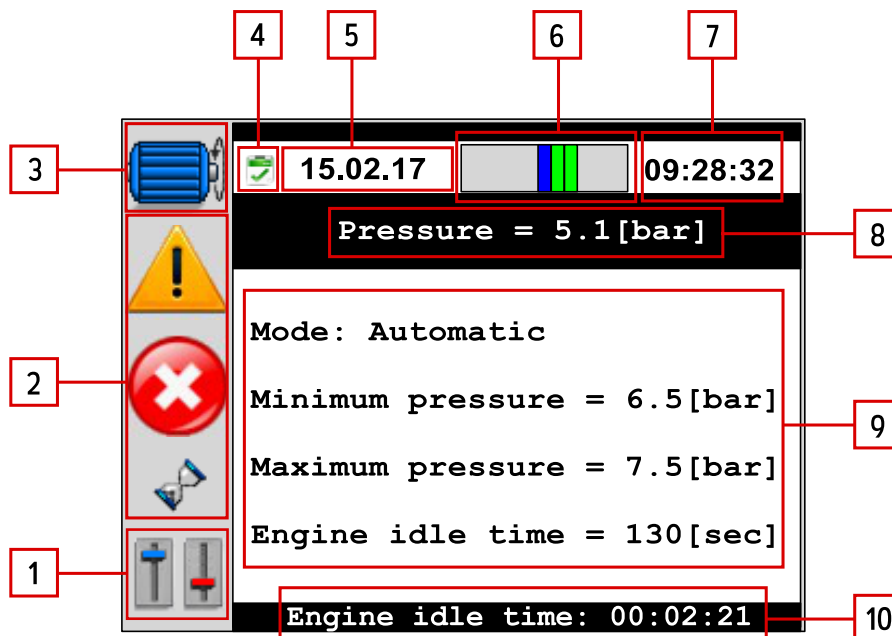 4 5 6 7
3
15.02.17 09:28:32
Pressure = 5.1[bar]
8
Mode: Automatic
2
Minimum pressure = 6.5[bar]
9
Maximum pressure = 7.5[bar]
Engine idle time = 130[sec]
1
Engine idle time: 00:02:21
10